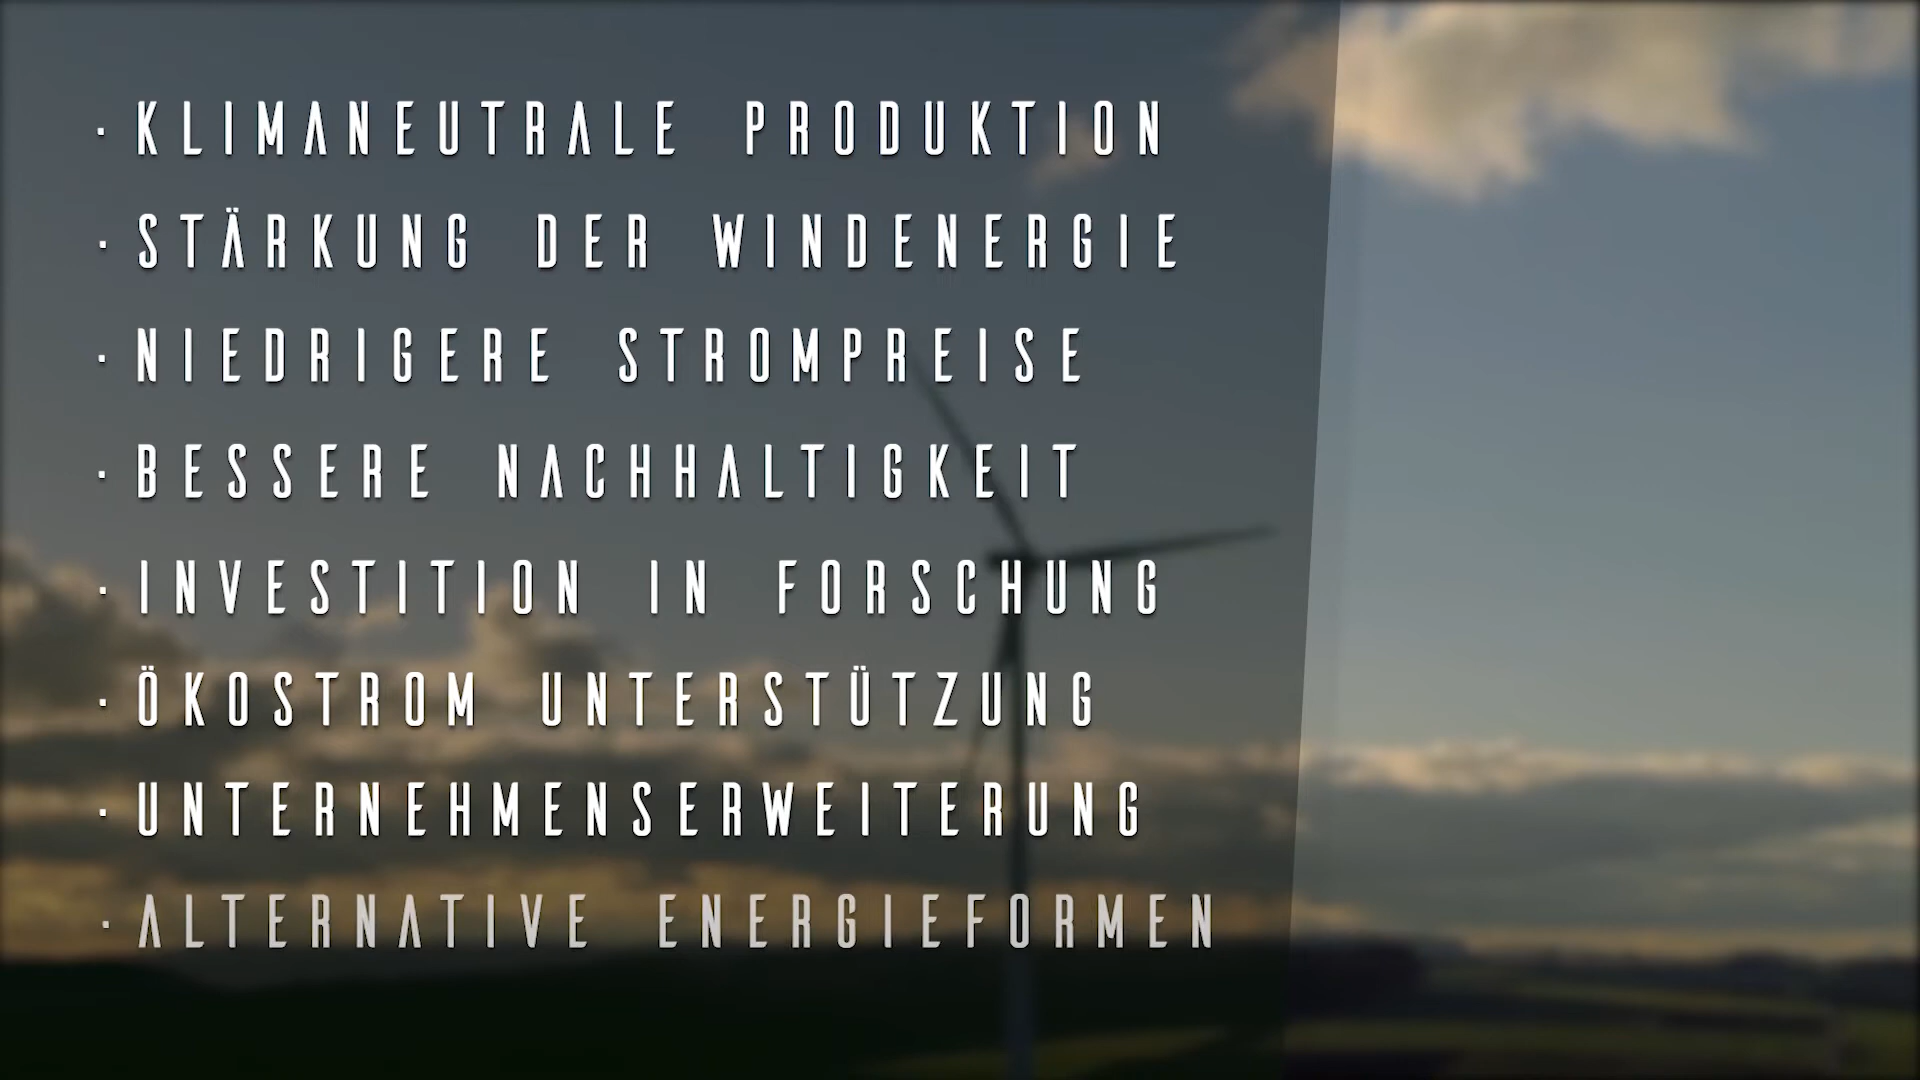 · KLIMANEUTRALE PRODUKTION
· STÄRKUNG DER WINDENERGIE
· NIEDRIGERE STROMPREISE
· BESSERE NACHHALTIGKEIT
· INVESTITION IN FORSCHUNG
· ÖKOSTROM UNTERSTÜTZUNG
· UNTERNEHMENSERWEITERUNG
· ALTERNATIVE ENERGIEFORMEN